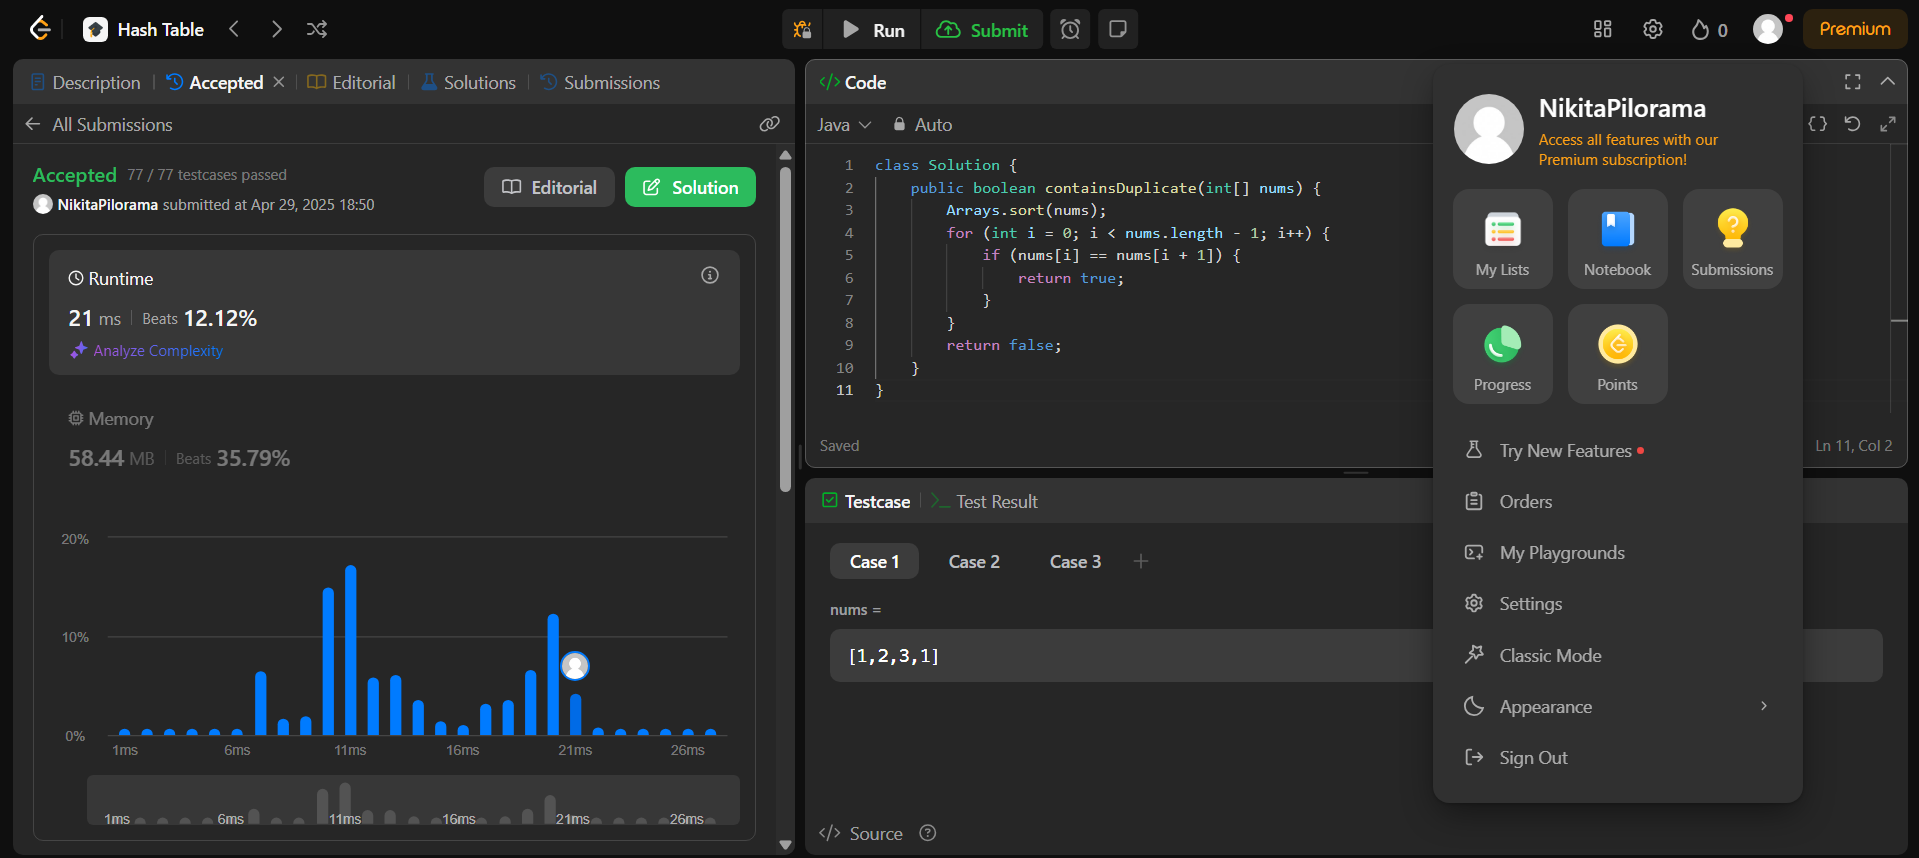 Hash Table
Run
Submit
0
Premium
Description
Accepted
Editorial
Solutions
Submissions
All Submissions
Accepted 77 / 77 testcases passed
NikitaPilorama submitted at Apr 29, 2025 18:50
Editorial
Solution
Runtime
21 ms Beats 12.12%
Analyze Complexity
Memory
58.44 MB Beats 35.79%
20%
10%
0%
1ms 6ms 11ms 16ms 21ms 26ms
1ms 6ms 11ms 16ms 21ms 26ms
</> Code
Java Auto
1 class Solution {
2 public boolean containsDuplicate(int[] nums) {
3 Arrays.sort(nums);
4 for (int i = 0; i < nums.length - 1; i++) {
5 if (nums[i] == nums[i + 1]) {
6 return true;
7 }
8 }
9 return false;
10 }
11 }
Saved
Ln 11, Col 2
Testcase
Test Result
Case 1 Case 2 Case 3 +
nums =
[1,2,3,1]
</> Source
NikitaPilorama
Access all features with our
Premium subscription!
My Lists
Notebook
Submissions
Progress
Points
Try New Features
Orders
My Playgrounds
Settings
Classic Mode
Appearance
Sign Out